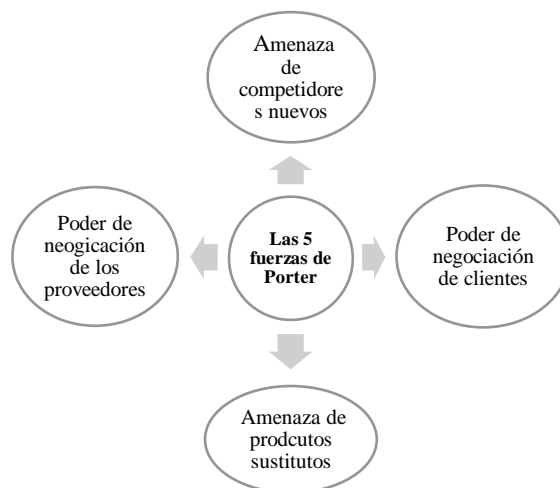 Amenaza
de
competidore
s nuevos
Poder de
neogicación
de los
proveedores
Las 5
fuerzas de
Porter
Poder de
negociación
de clientes
Amenaza de
prodcutos
sustitutos